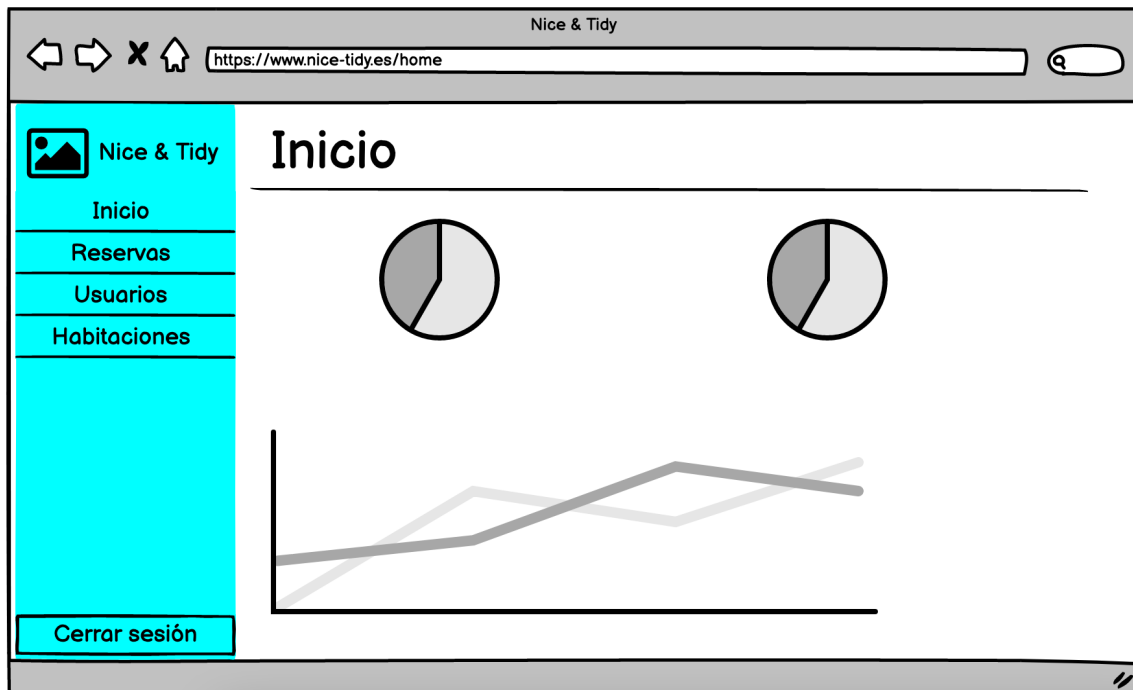 Nice & Tidy
https://www.nice-tidy.es/home
Nice & Tidy
Inicio
Reservas
Usuarios
Habitaciones
Cerrar sesión
Inicio